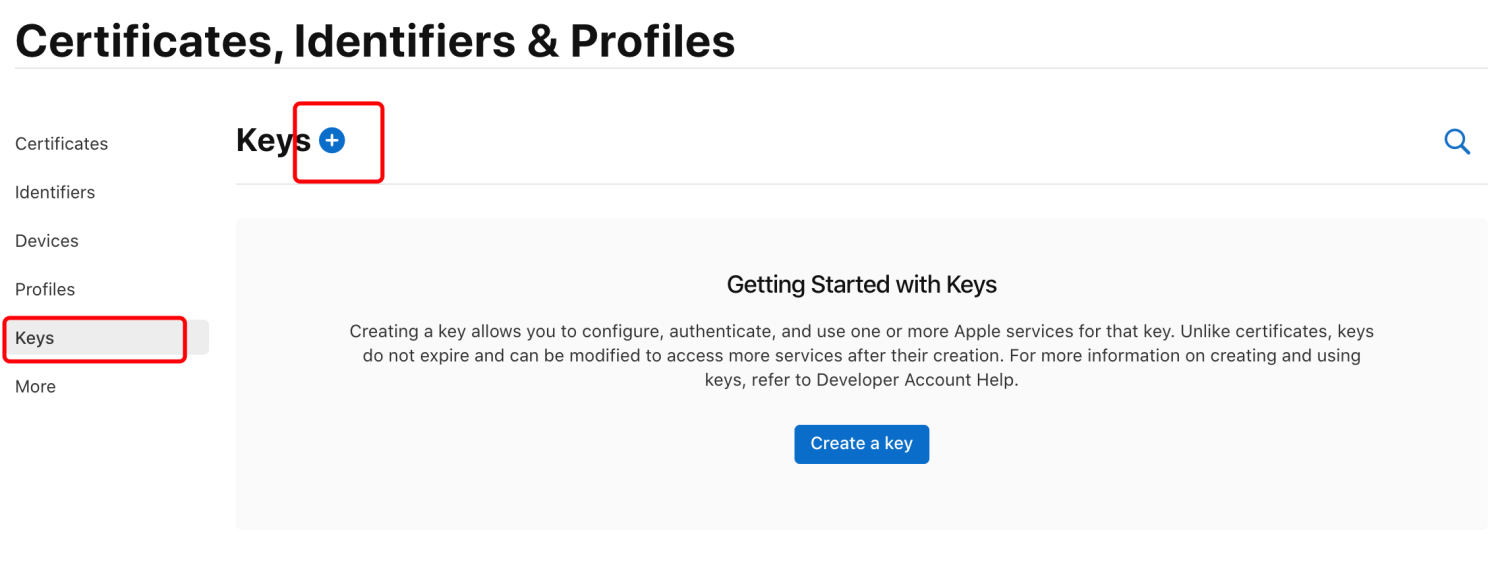 Certificates, Identifiers & Profiles
Certificates
Identifiers
Devices
Profiles
Keys
More
Keys
Getting Started with Keys
Creating a key allows you to configure, authenticate, and use one or more Apple services for that key. Unlike certificates, keys
do not expire and can be modified to access more services after their creation. For more information on creating and using
keys, refer to Developer Account Help.
Create a key